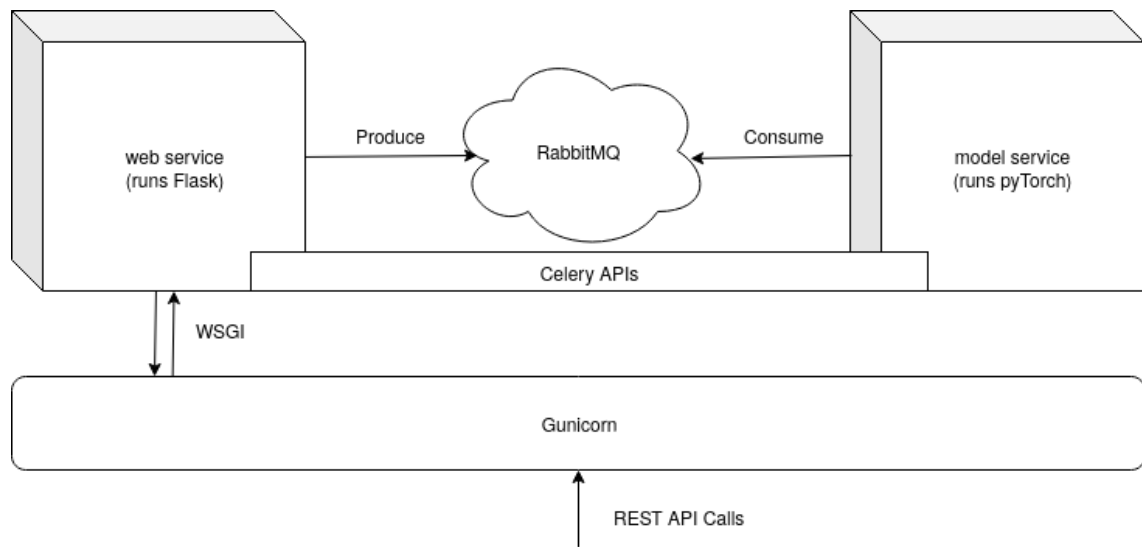 Produce
RabbitMQ
Consume
web service
(runs Flask)
model service
(runs pyTorch)
Celery APIs
WSGI
Gunicorn
REST API Calls